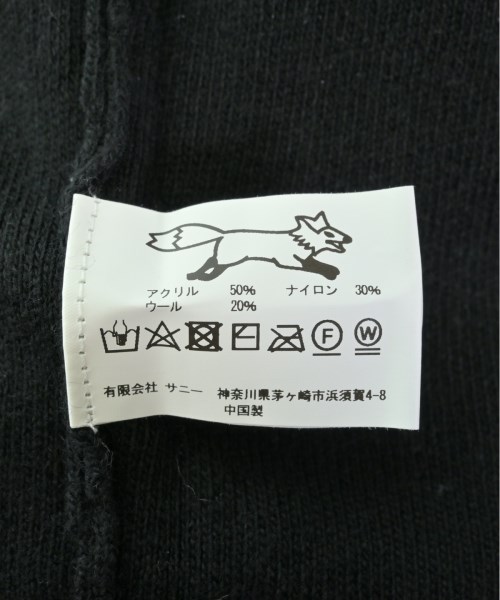 アクリル 50% ナイロン 30%
ウール 20%
F W
有限会社 サニー 神奈川県茅ヶ崎市浜須賀4-8
中国製